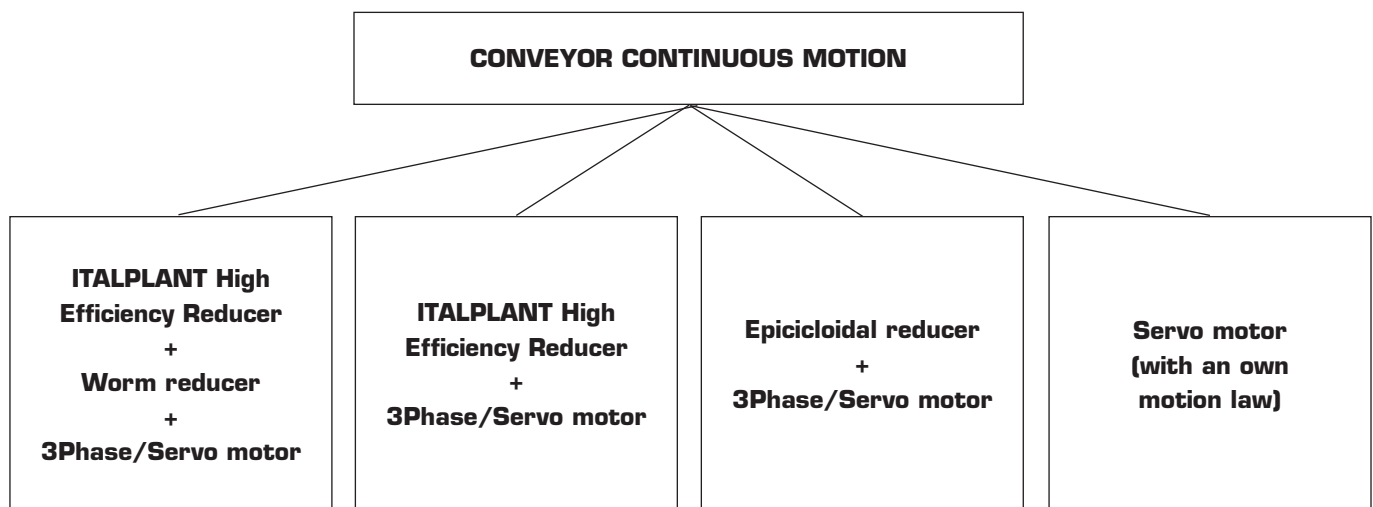 CONVEYOR CONTINUOUS MOTION
ITALPLANT High
Efficiency Reducer
+
Worm reducer
+
3Phase/Servo motor
ITALPLANT High
Efficiency Reducer
+
3Phase/Servo motor
Epicicloidal reducer
+
3Phase/Servo motor
Servo motor
(with an own
motion law)